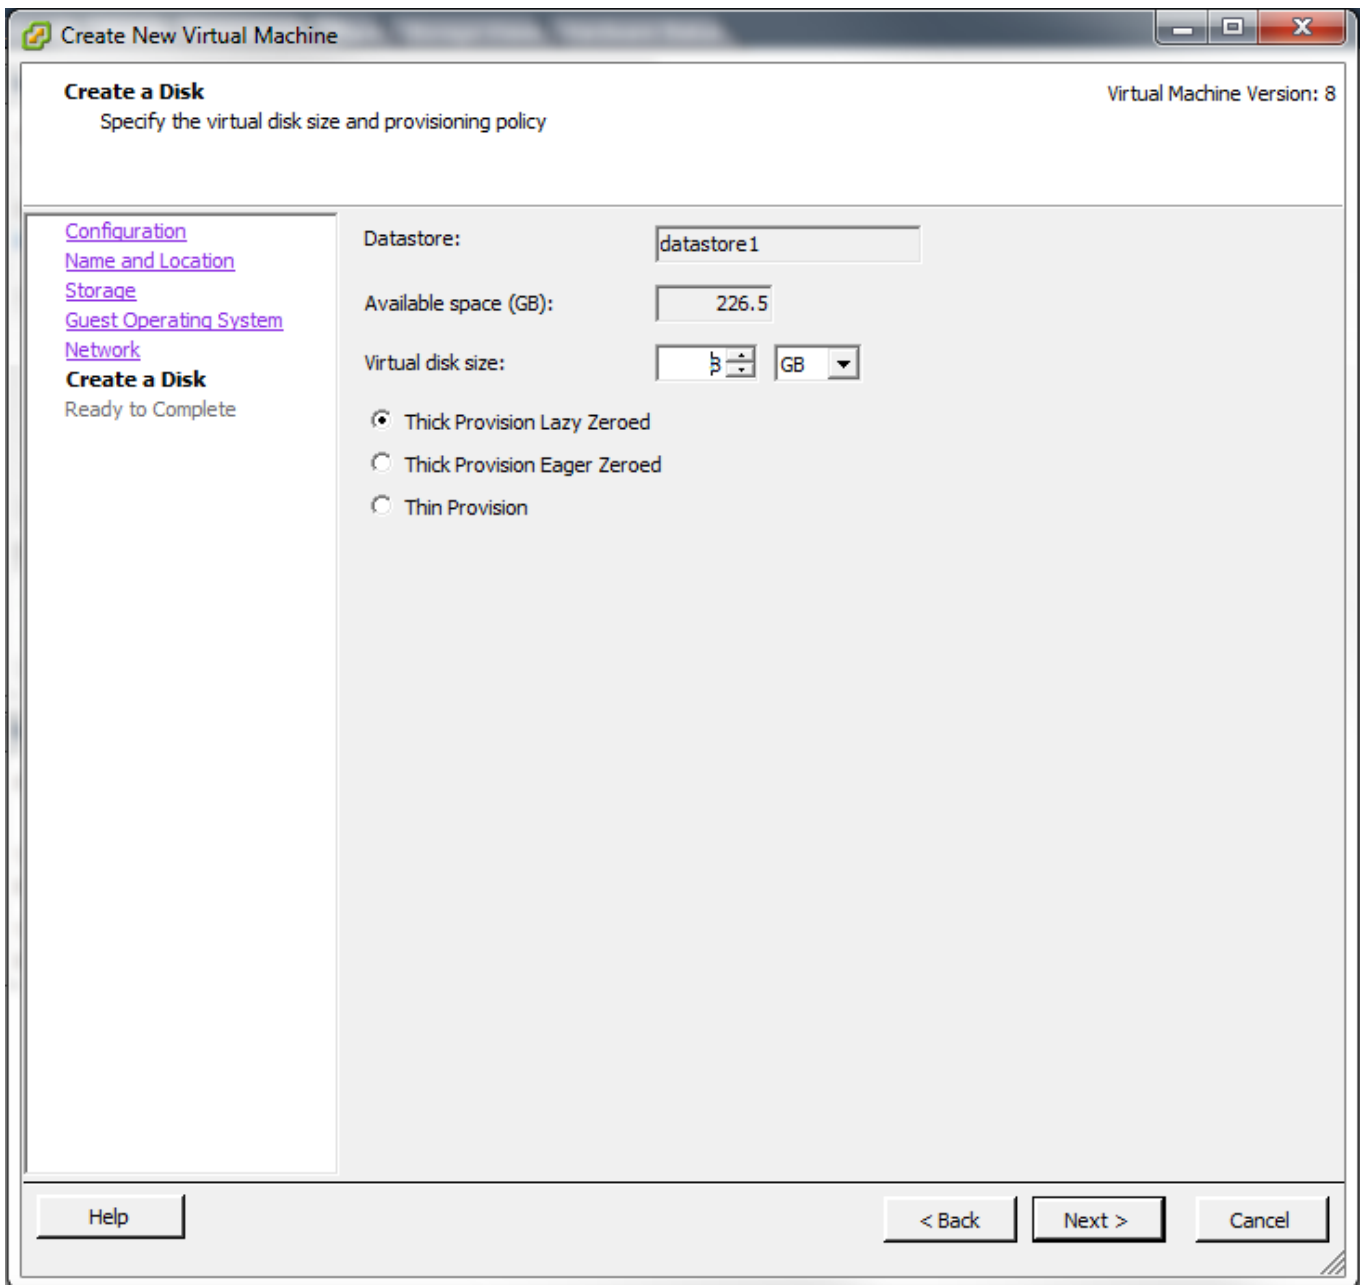 Create New Virtual Machine
Create a Disk
Virtual Machine Version: 8
Specify the virtual disk size and provisioning policy
Configuration
Name and Location
Storage
Guest Operating System
Network
Create a Disk
Ready to Complete
Datastore: datastore1
Available space (GB): 226.5
Virtual disk size: 3 GB
Thick Provision Lazy Zeroed
Thick Provision Eager Zeroed
Thin Provision
Help
< Back
Next >
Cancel